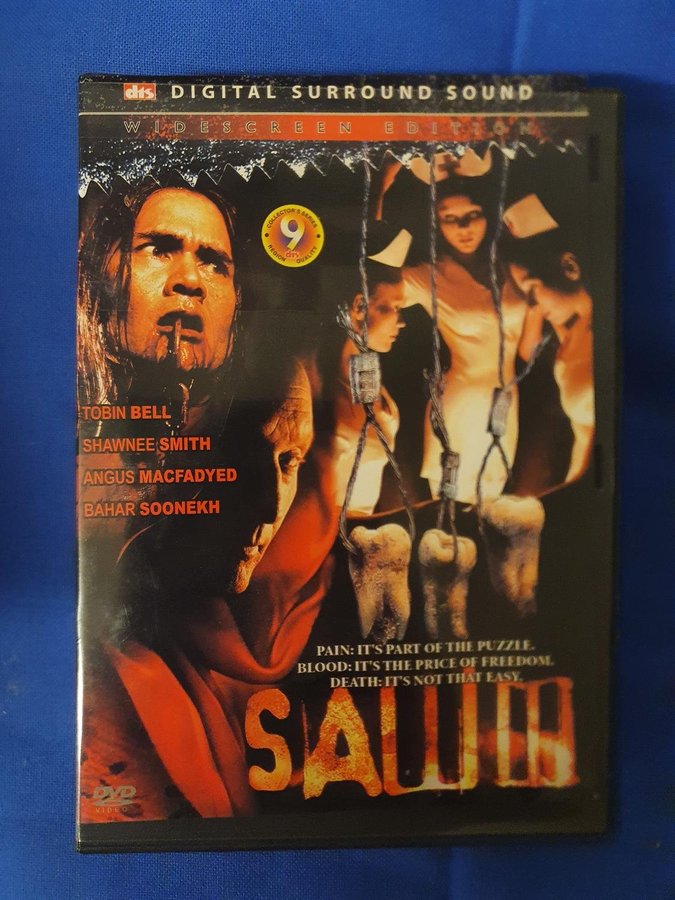 dts DIGITAL SURROUND SOUND
WIDESCREEN EDITION
COLLECTOR'S SERIES
9
dts
REGION QUALITY
TOBIN BELL
SHAWNEE SMITH
ANGUS MACFADYED
BAHAR SOONEKH
PAIN: IT'S PART OF THE PUZZLE.
BLOOD: IT'S THE PRICE OF FREEDOM.
DEATH: IT'S NOT THAT EASY.
SAW III
DVD
VIDEO